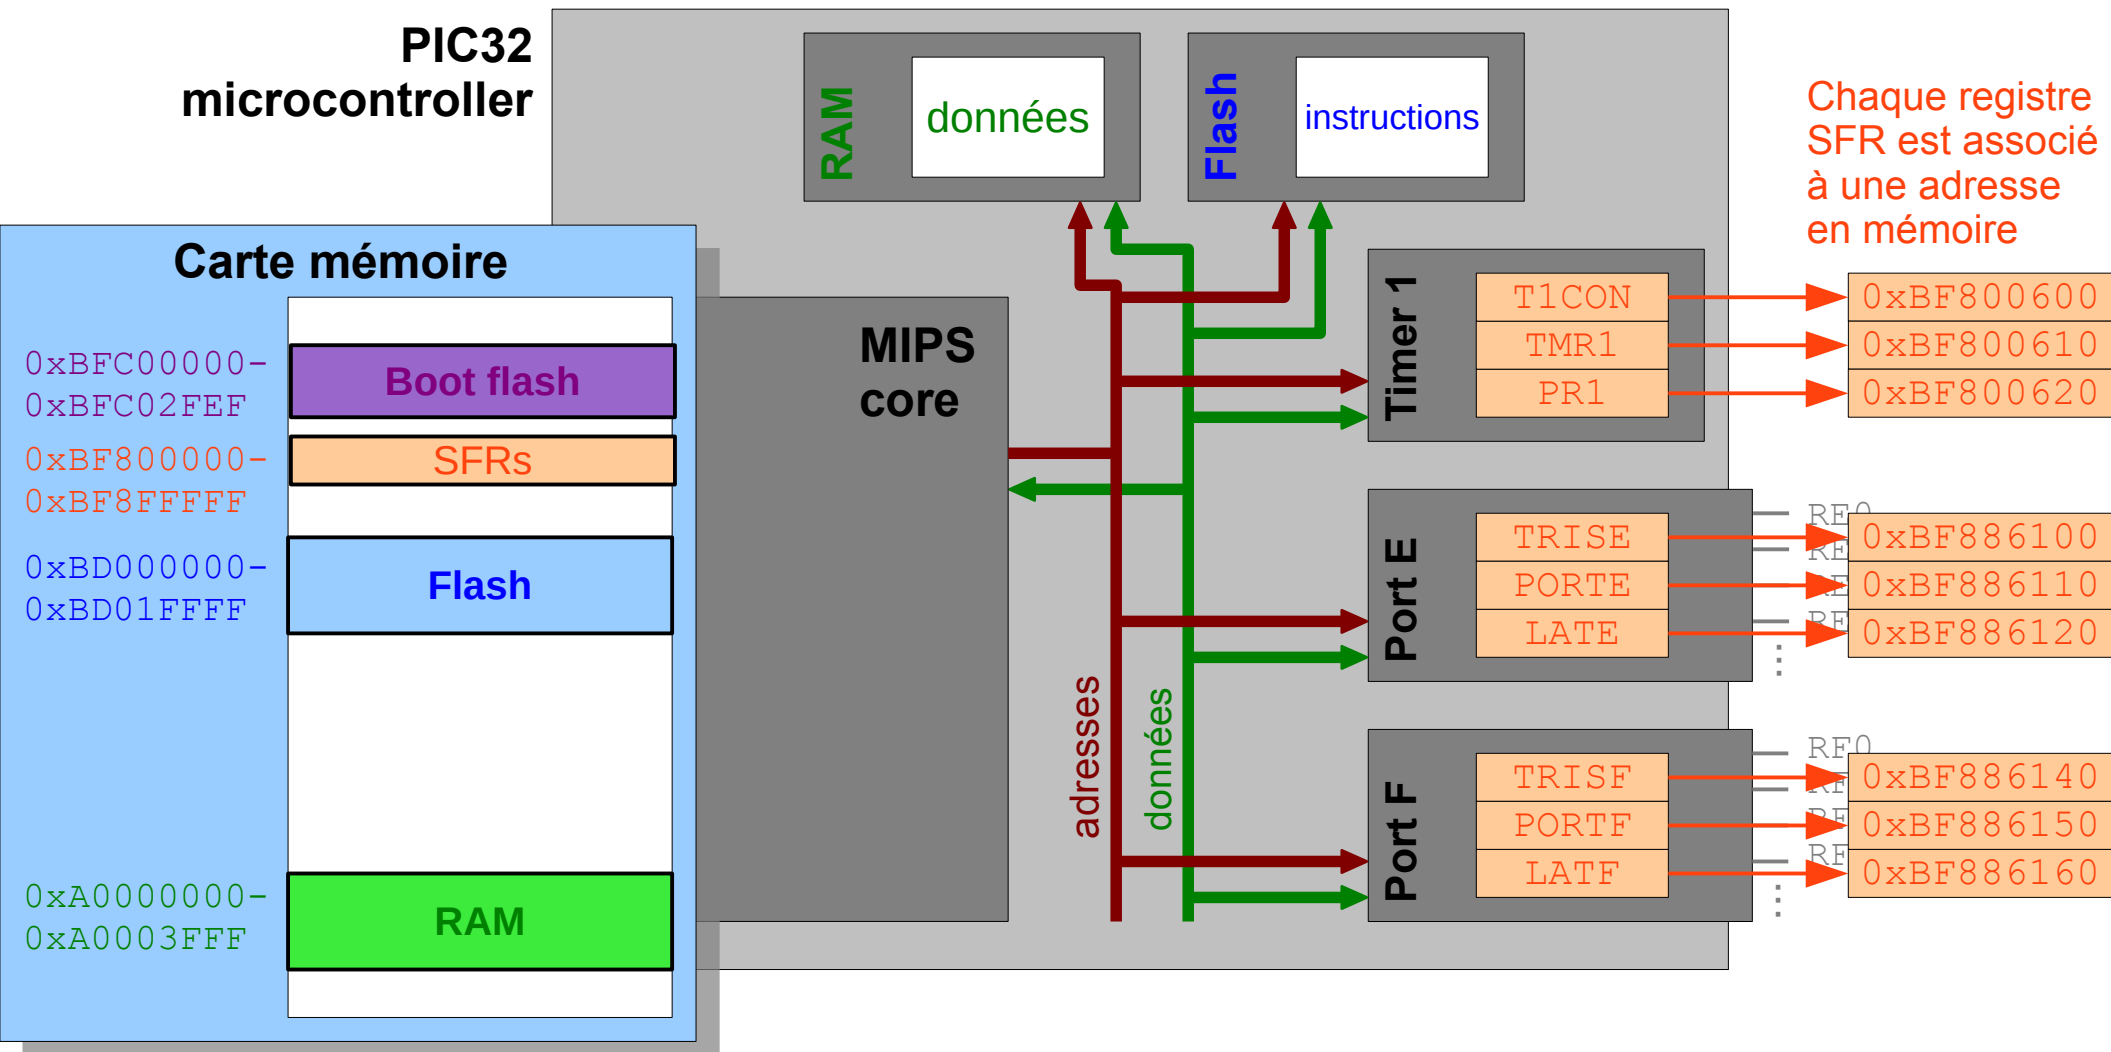 PIC32
microcontroller
RAM
données
Flash
instructions
Chaque registre
SFR est associé
à une adresse
en mémoire
Carte mémoire
0xBFC00000-
0xBFC02FEF
Boot flash
0xBF800000-
0xBF8FFFFF
SFRs
0xBD000000-
0xBD01FFFF
Flash
0xA0000000-
0xA0003FFF
RAM
MIPS
core
adresses
données
Timer 1
T1CON
0xBF800600
TMR1
0xBF800610
PR1
0xBF800620
Port E
RE0
TRISE
0xBF886100
PORTE
0xBF886110
LATE
0xBF886120
Port F
RF0
TRISF
0xBF886140
PORTF
0xBF886150
LATF
0xBF886160